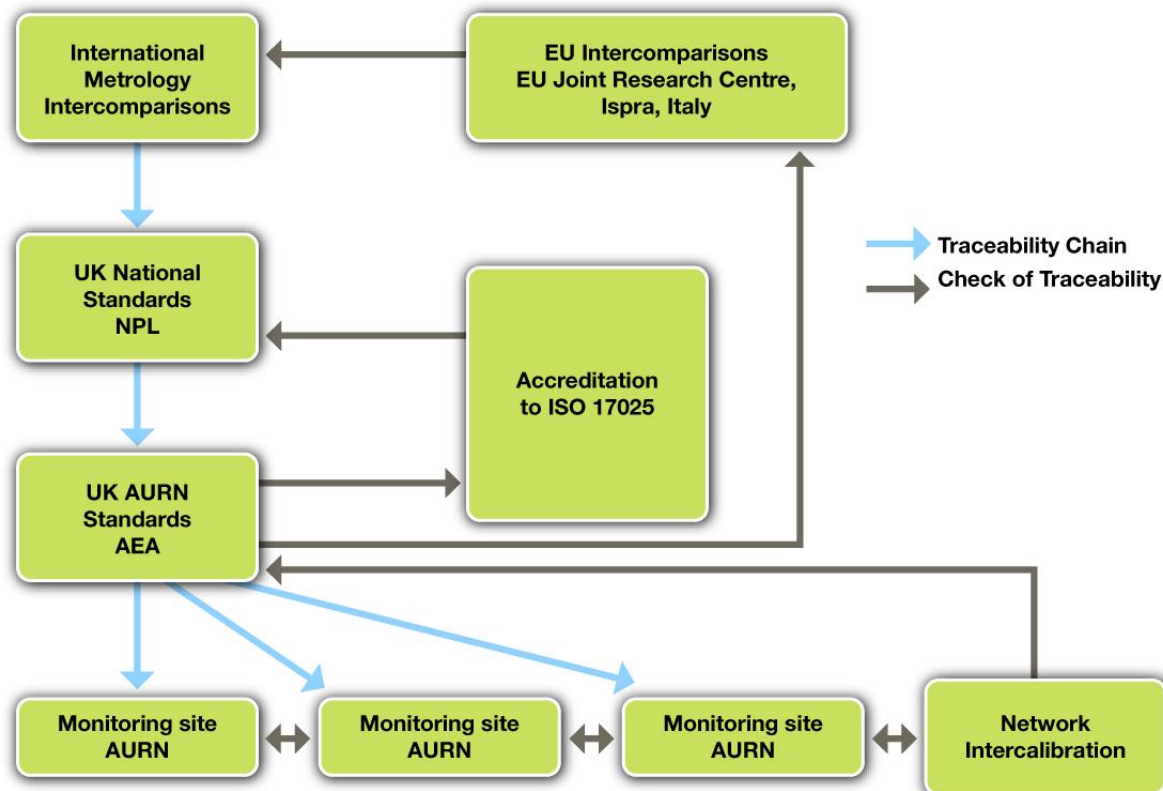 International
Metrology
Intercomparisons
EU Intercomparisons
EU Joint Research Centre,
Ispra, Italy
Traceability Chain
Check of Traceability
UK National
Standards
NPL
Accreditation
to ISO 17025
UK AURN
Standards
AEA
Monitoring site
AURN
Monitoring site
AURN
Monitoring site
AURN
Network
Intercalibration